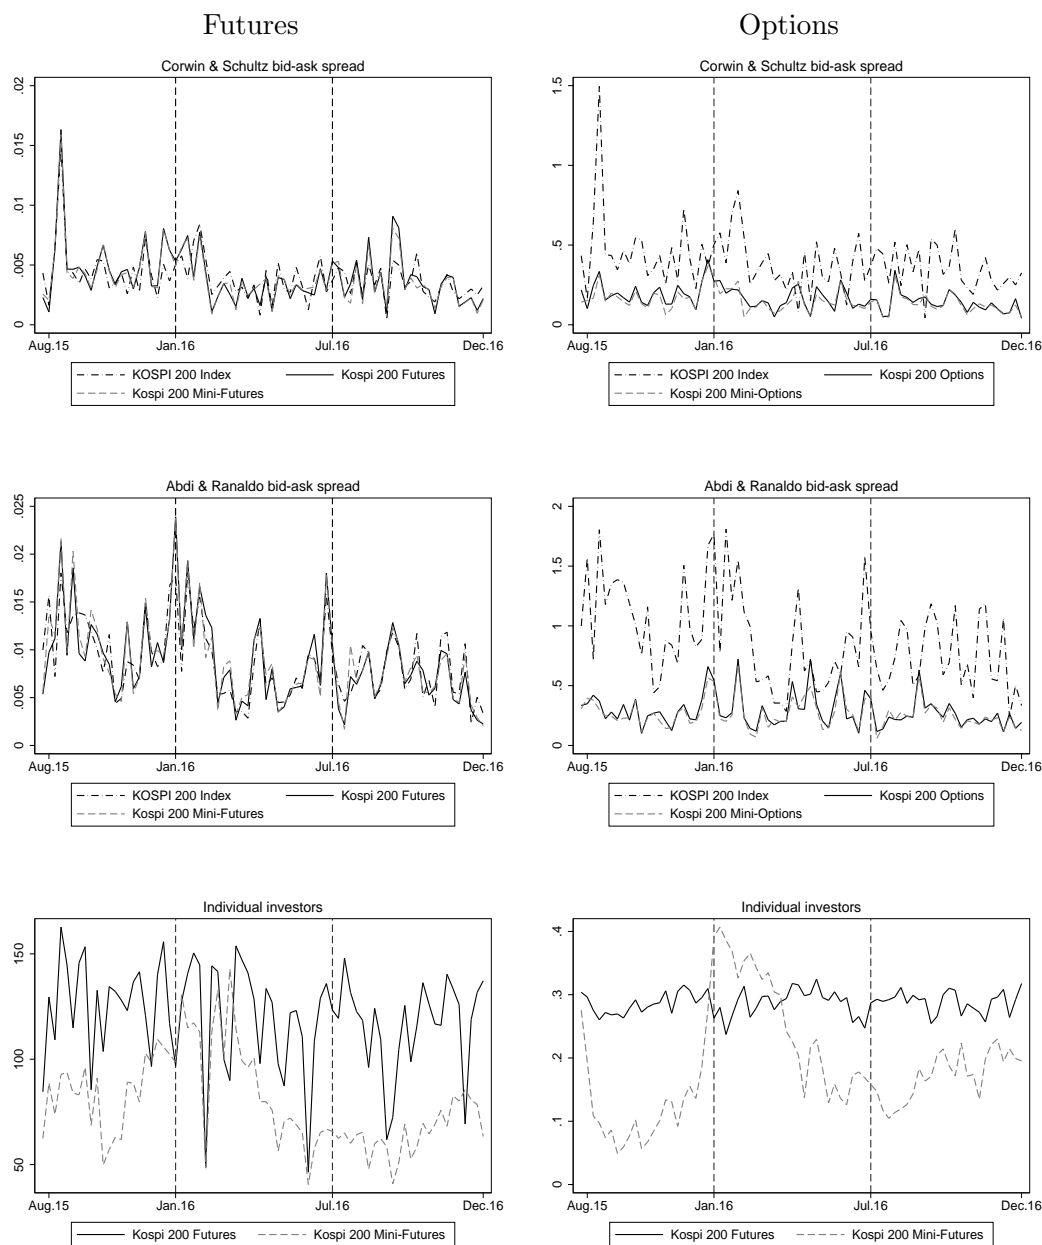 Futures
Options
Corwin & Schultz bid-ask spread
0
.005
.01
.015
.02
Aug.15
Jan.16
Jul.16
Dec.16
KOSPI 200 Index
Kospi 200 Futures
Kospi 200 Mini-Futures
Corwin & Schultz bid-ask spread
0
.5
1
1.5
Aug.15
Jan.16
Jul.16
Dec.16
KOSPI 200 Index
Kospi 200 Options
Kospi 200 Mini-Options
Abdi & Ranaldo bid-ask spread
0
.005
.01
.015
.02
.025
Aug.15
Jan.16
Jul.16
Dec.16
KOSPI 200 Index
Kospi 200 Futures
Kospi 200 Mini-Futures
Abdi & Ranaldo bid-ask spread
0
.5
1
1.5
2
Aug.15
Jan.16
Jul.16
Dec.16
KOSPI 200 Index
Kospi 200 Options
Kospi 200 Mini-Options
Individual investors
50
100
150
Aug.15
Jan.16
Jul.16
Dec.16
Kospi 200 Futures
Kospi 200 Mini-Futures
Individual investors
0
.1
.2
.3
.4
Aug.15
Jan.16
Jul.16
Dec.16
Kospi 200 Futures
Kospi 200 Mini-Futures